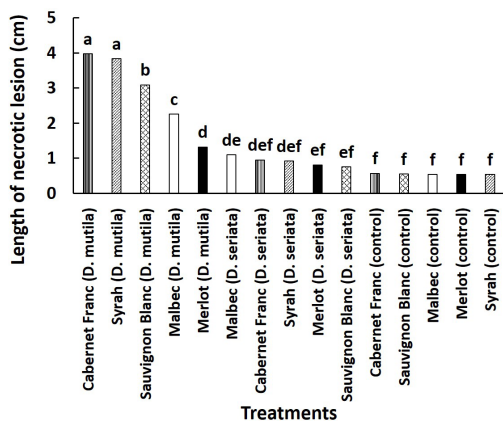 Length of necrotic lesion (cm)
5
4
3
2
1
0
a
a
b
c
d
de
def
def
ef
ef
f
f
f
f
f
Cabernet Franc (D. mutila)
Syrah (D. mutila)
Sauvignon Blanc (D. mutila)
Malbec (D. mutila)
Merlot (D. mutila)
Malbec (D. seriata)
Cabernet Franc (D. seriata)
Syrah (D. seriata)
Merlot (D. seriata)
Sauvignon Blanc (D. seriata)
Cabernet Franc (control)
Sauvignon Blanc (control)
Malbec (control)
Merlot (control)
Syrah (control)
Treatments